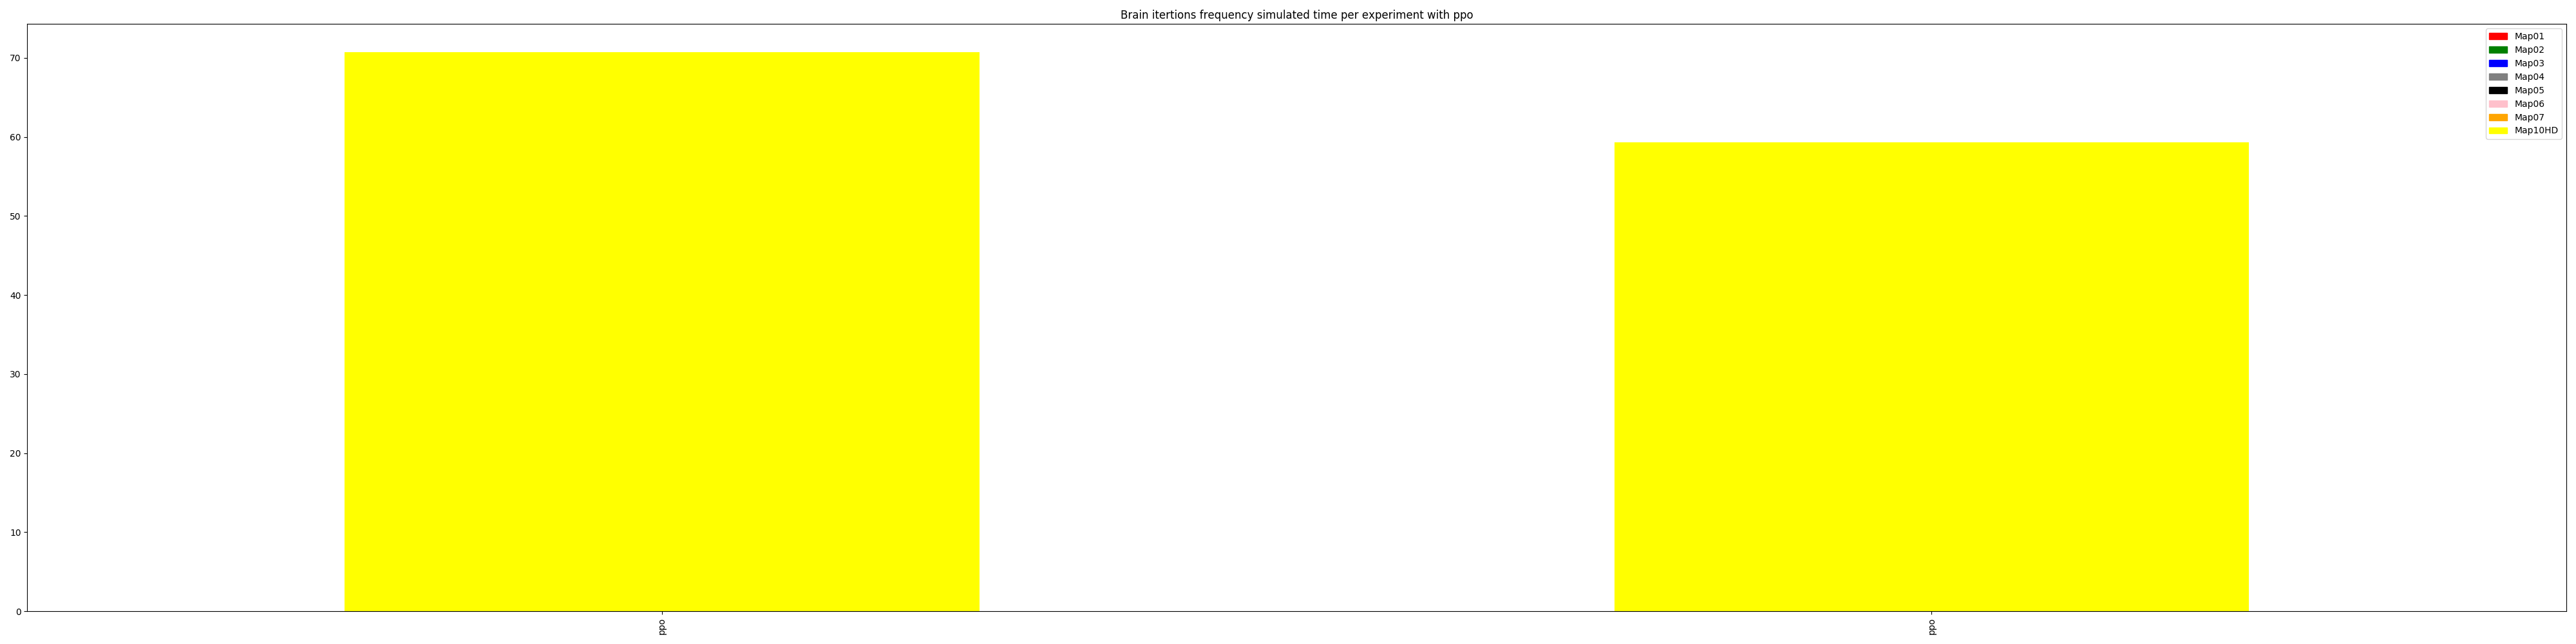 Brain itertions frequency simulated time per experiment with ppo
Map01
Map02
Map03
Map04
Map05
Map06
Map07
Map10HD
70
60
50
40
30
20
10
0
ppo
ppo